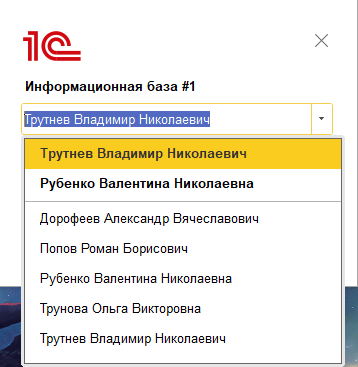 1С
Информационная база #1
Трутнев Владимир Николаевич
Трутнев Владимир Николаевич
Рубенко Валентина Николаевна
Дорофеев Александр Вячеславович
Попов Роман Борисович
Рубенко Валентина Николаевна
Трунова Ольга Викторовна
Трутнев Владимир Николаевич